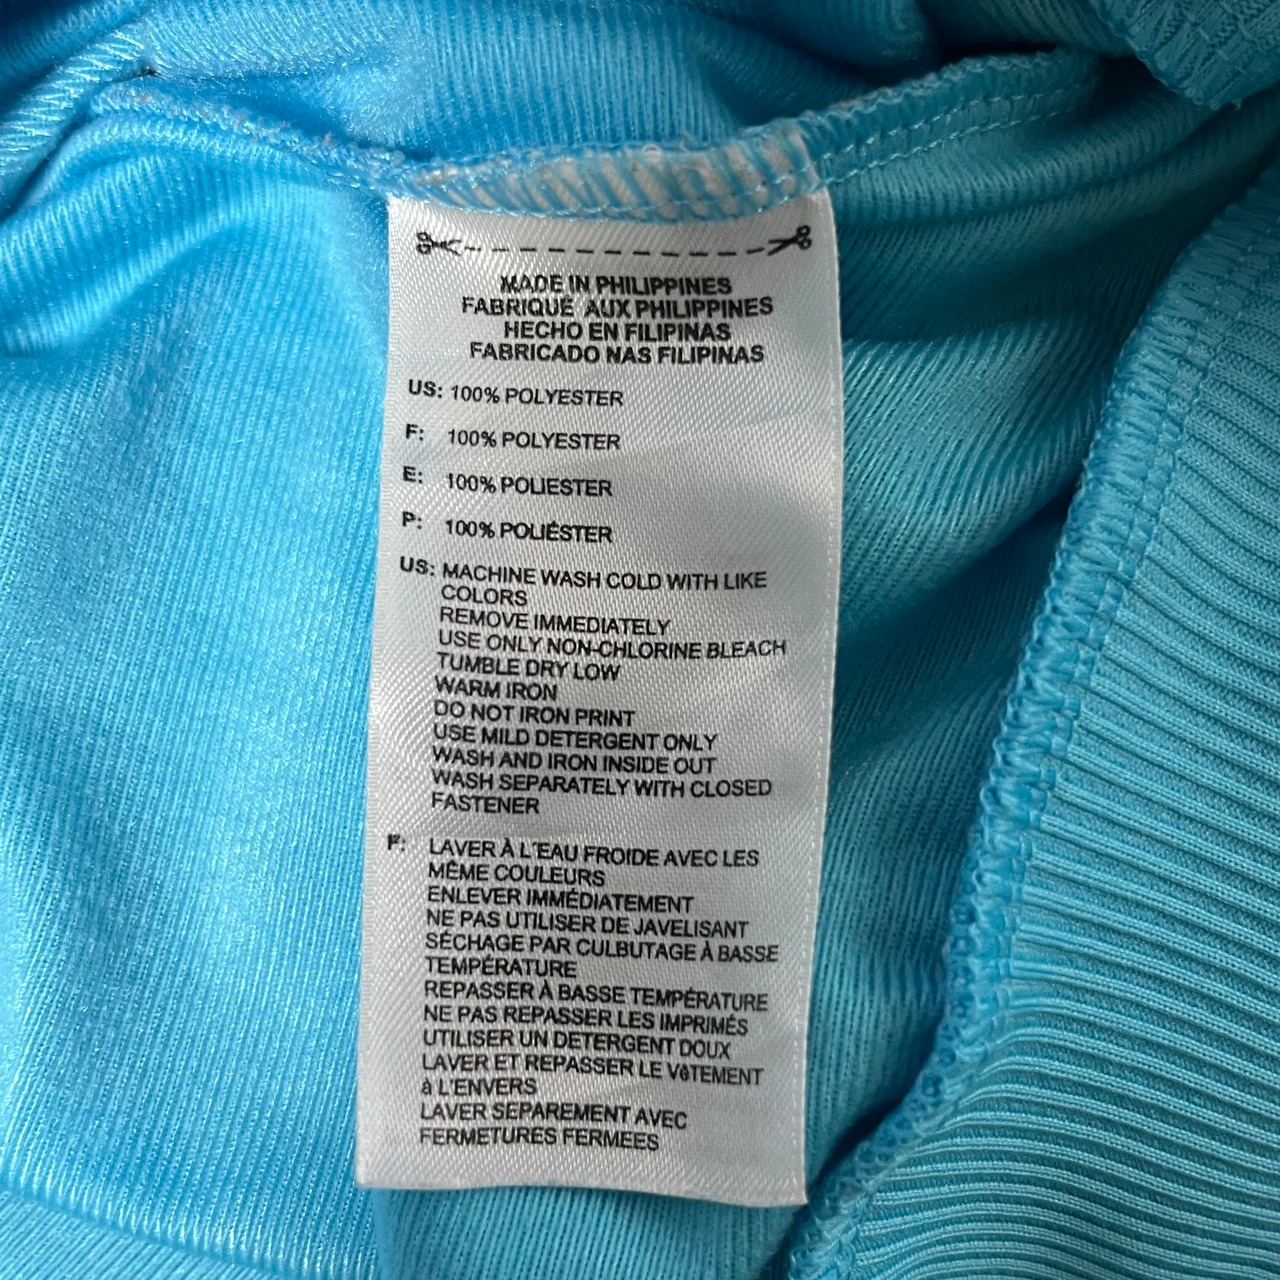 MADE IN PHILIPPINES
FABRIQUÉ AUX PHILIPPINES
HECHO EN FILIPINAS
FABRICADO NAS FILIPINAS
US: 100% POLYESTER
F: 100% POLYESTER
E: 100% POLIESTER
P: 100% POLIÉSTER
US: MACHINE WASH COLD WITH LIKE
COLORS
REMOVE IMMEDIATELY
USE ONLY NON-CHLORINE BLEACH
TUMBLE DRY LOW
WARM IRON
DO NOT IRON PRINT
USE MILD DETERGENT ONLY
WASH AND IRON INSIDE OUT
WASH SEPARATELY WITH CLOSED
FASTENER
F: LAVER À L'EAU FROIDE AVEC LES
MÊME COULEURS
ENLEVER IMMÉDIATEMENT
NE PAS UTILISER DE JAVELISANT
SÉCHAGE PAR CULBUTAGE À BASSE
TEMPÉRATURE
REPASSER À BASSE TEMPÉRATURE
NE PAS REPASSER LES IMPRIMÉS
UTILISER UN DETERGENT DOUX
LAVER ET REPASSER LE VêTEMENT
à L'ENVERS
LAVER SEPAREMENT AVEC
FERMETURES FERMEES